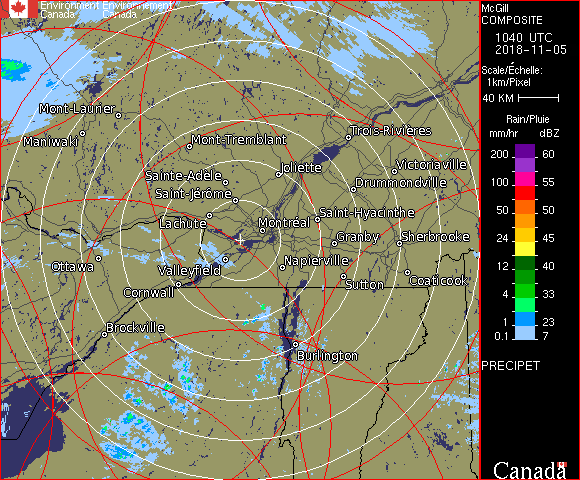 Environment Environnement
Canada Canada
McGill
COMPOSITE
1040 UTC
2018-11-05
Scale/Échelle:
1km/Pixel
40 KM
Rain/Pluie
mm/hr dBZ
200 60
100 55
50 50
24 45
12 40
4 33
1 23
0.1 7
PRECIPET
Canada
Mont-Laurier
Maniwaki
Mont-Tremblant
Trois-Rivières
Joliette
Victoriaville
Sainte-Adèle
Drummondville
Saint-Jérôme
Saint-Hyacinthe
Lachute
Montréal
Granby
Sherbrooke
Ottawa
Valleyfield
Napierville
Cornwall
Sutton
Coaticook
Brockville
Burlington